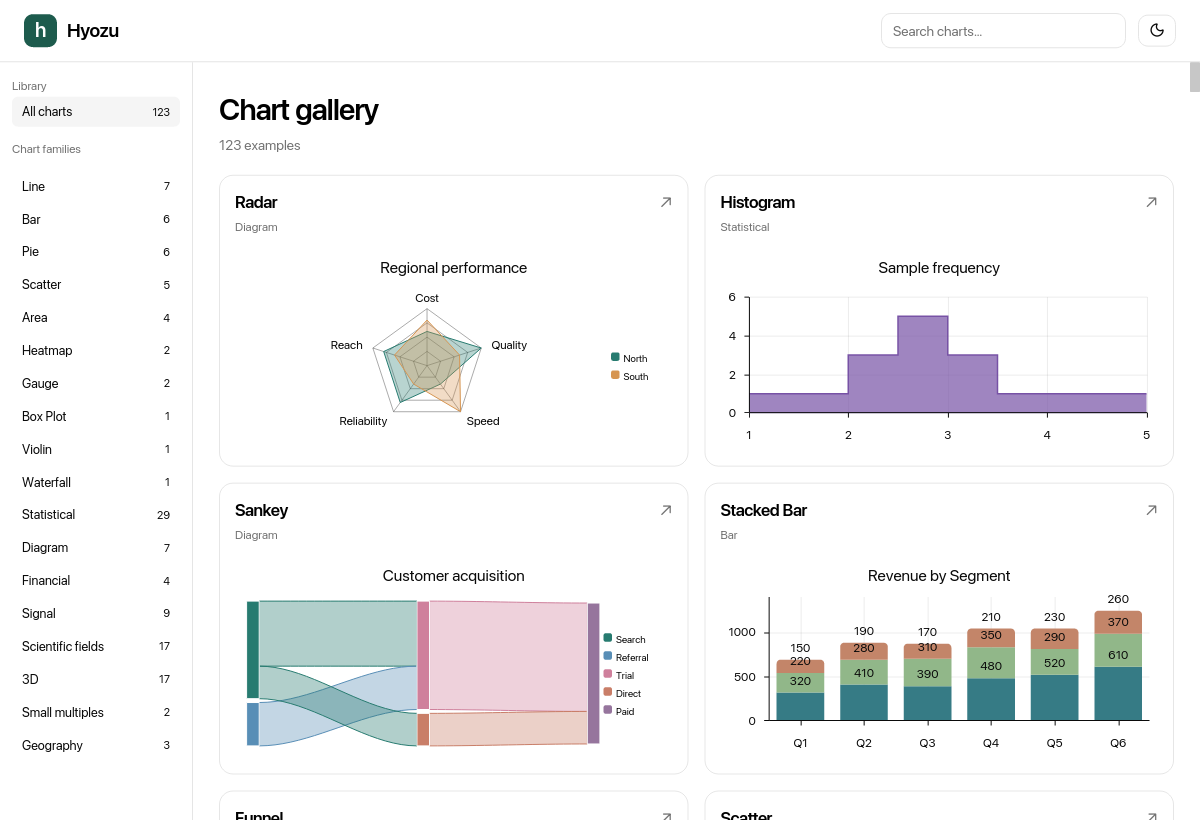 h Hyozu
Search charts...
Library
All charts 123
Chart families
Line 7
Bar 6
Pie 6
Scatter 5
Area 4
Heatmap 2
Gauge 2
Box Plot 1
Violin 1
Waterfall 1
Statistical 29
Diagram 7
Financial 4
Signal 9
Scientific fields 17
3D 17
Small multiples 2
Geography 3
Chart gallery
123 examples
Radar
Diagram
Regional performance
Cost
Quality
Speed
Reliability
Reach
North
South
Histogram
Statistical
Sample frequency
6
4
2
0
1 2 3 4 5
Sankey
Diagram
Customer acquisition
Search
Referral
Trial
Direct
Paid
Stacked Bar
Bar
Revenue by Segment
1000
500
0
150 190 170 210 230 260
220 280 310 350 290 370
320 410 390 480 520 610
Q1 Q2 Q3 Q4 Q5 Q6
Funnel
Scatter